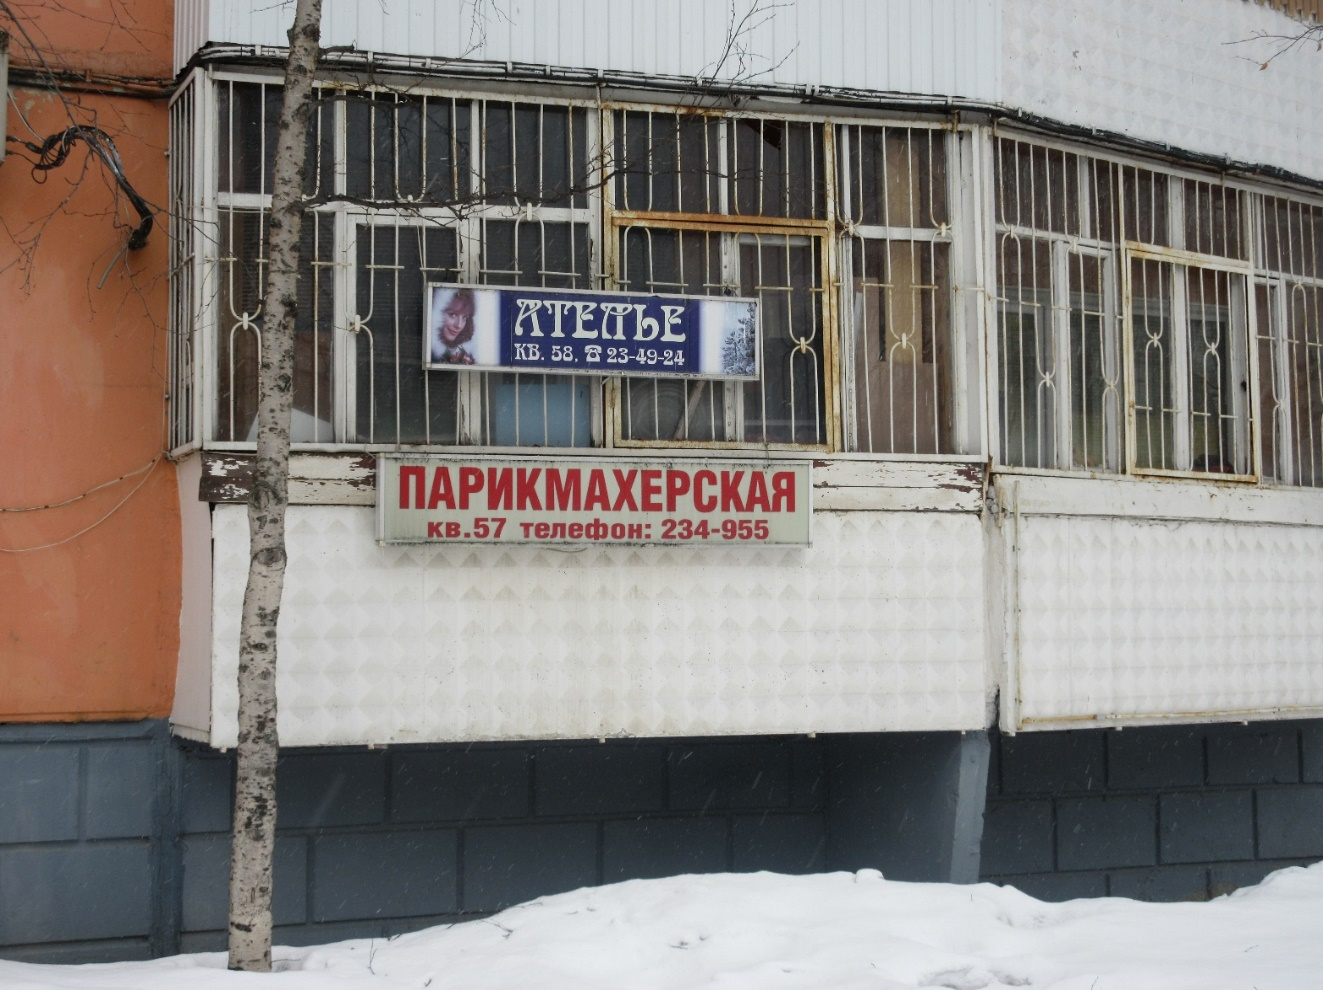 АТЕЛЬЕ
КВ. 58, ☎ 23-49-24
ПАРИКМАХЕРСКАЯ
кв.57 телефон: 234-955